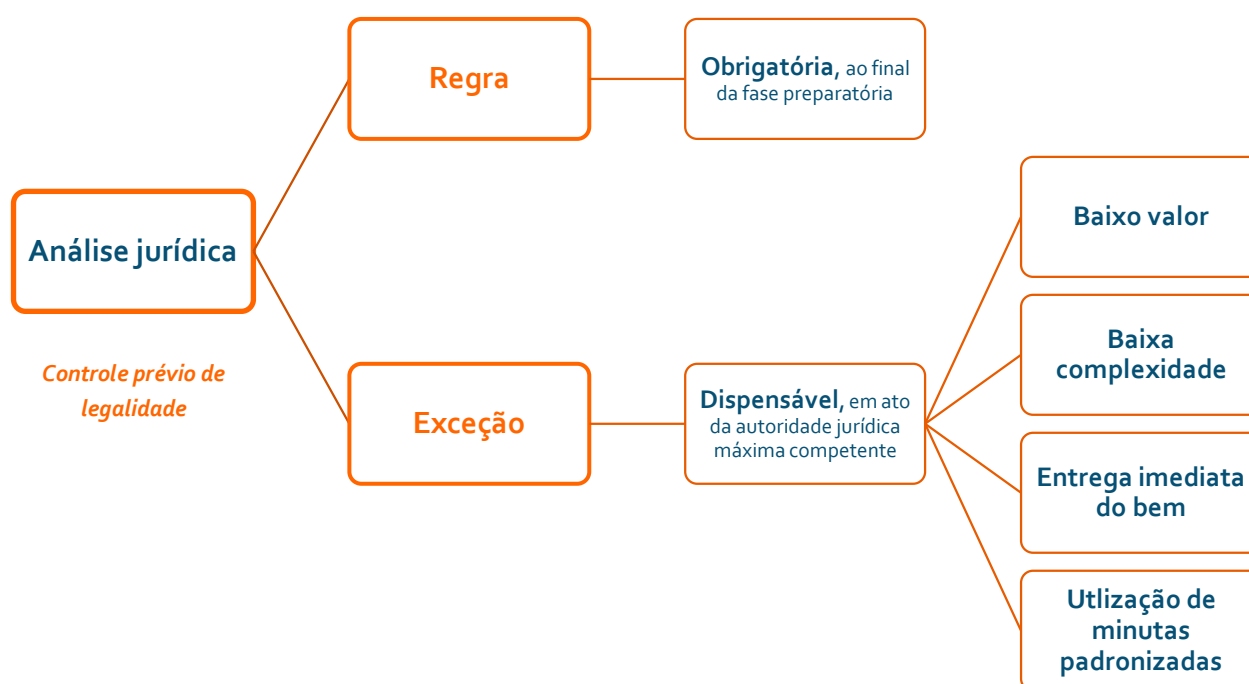 Regra
Obrigatória, ao final
da fase preparatória
Análise jurídica
Controle prévio de
legalidade
Exceção
Dispensável, em ato
da autoridade jurídica
máxima competente
Baixo valor
Baixa
complexidade
Entrega imediata
do bem
Utlização de
minutas
padronizadas